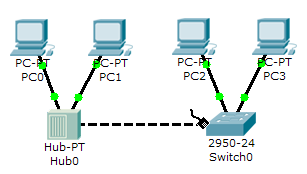 PC-PT PC-PT PC-PT PC-PT
PC0 PC1 PC2 PC3
Hub-PT 2950-24
Hub0 Switch0